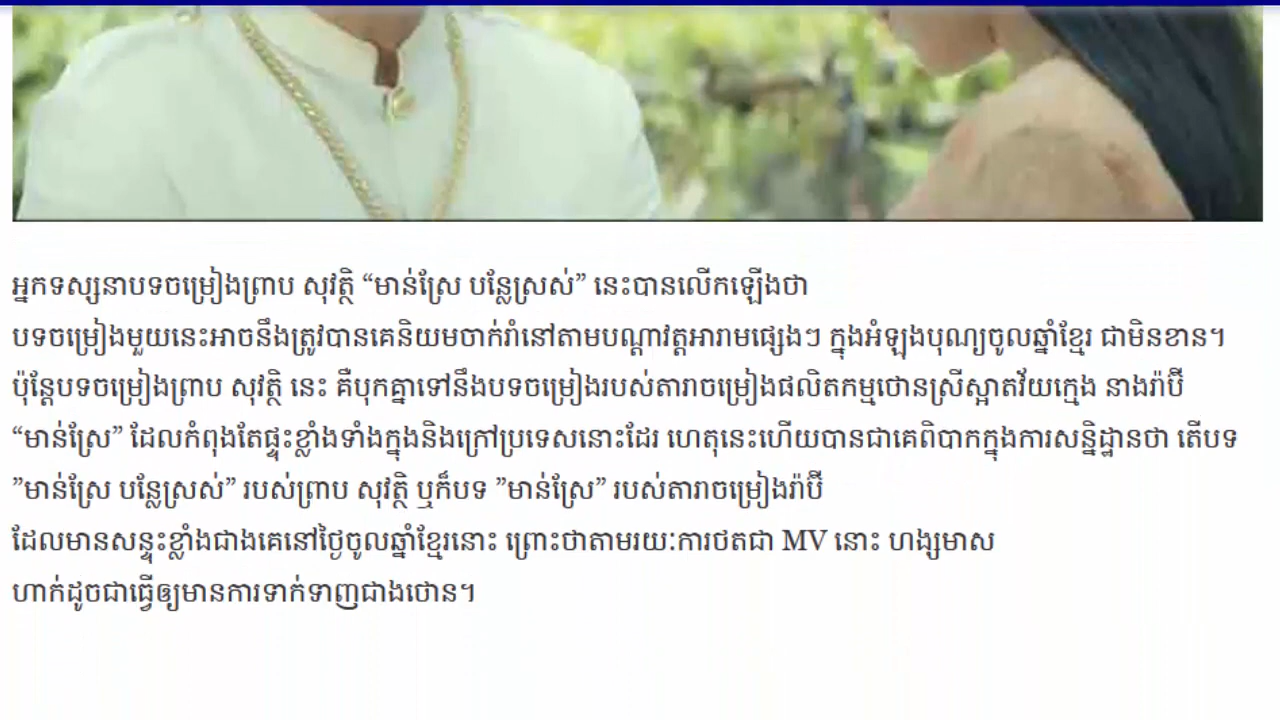 អ្នកទស្សនាបទចម្រៀងព្រាប សុវត្ថិ “មាន់ស្រែ បន្លែស្រស់” នេះបានលើកឡើងថា
បទចម្រៀងមួយនេះអាចនឹងត្រូវបានគេនិយមចាក់រាំនៅតាមបណ្ដាវត្តអារាមផ្សេងៗ ក្នុងអំឡុងបុណ្យចូលឆ្នាំខ្មែរ ជាមិនខាន។
ប៉ុន្តែបទចម្រៀងព្រាប សុវត្ថិ នេះ គឺបុកគ្នាទៅនឹងបទចម្រៀងរបស់តារាចម្រៀងផលិតកម្មថោនស្រីស្អាតវ័យក្មេង នាងរ៉ាប៊ី
“មាន់ស្រែ” ដែលកំពុងតែផ្ទុះខ្លាំងទាំងក្នុងនិងក្រៅប្រទេសនោះដែរ ហេតុនេះហើយបានជាគេពិបាកក្នុងការសន្និដ្ឋានថា តើបទ
”មាន់ស្រែ បន្លែស្រស់” របស់ព្រាប សុវត្ថិ ឬក៏បទ ”មាន់ស្រែ” របស់តារាចម្រៀងរ៉ាប៊ី
ដែលមានសន្ទុះខ្លាំងជាងគេនៅថ្ងៃចូលឆ្នាំខ្មែរនោះ ព្រោះថាតាមរយៈការថតជា MV នោះ ហង្សមាស
ហាក់ដូចជាធ្វើឲ្យមានការទាក់ទាញជាងថោន។